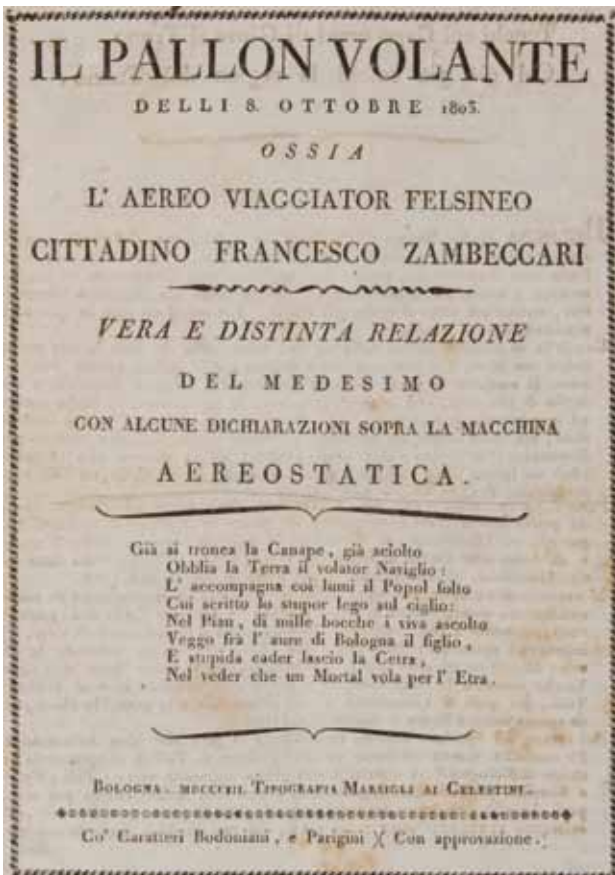 IL PALLON VOLANTE
DELLI 8. OTTOBRE 1803.
OSSIA
L' AEREO VIAGGIATOR FELSINEO
CITTADINO FRANCESCO ZAMBECCARI
VERA E DISTINTA RELAZIONE
DEL MEDESIMO
CON ALCUNE DICHIARAZIONI SOPRA LA MACCHINA
AEREOSTATICA.
Già si tronca la Canape, già sciolto
Obblia la Terra il volator Naviglio:
L' accompagna coi lumi il Popol folto
Cui scritto lo stupor lego sul ciglio:
Nel Pian, di mille bocche i viva ascolto
Veggo frà l' aure di Bologna il figlio,
E stupida cader lascio la Cetra,
Nel veder che un Mortal vola per l' Etra.
BOLOGNA. TIPOGRAFIA MARSIGLI AI CELESTINI.
Co' Caratteri Bodoniani, e Parigini )( Con approvazione.